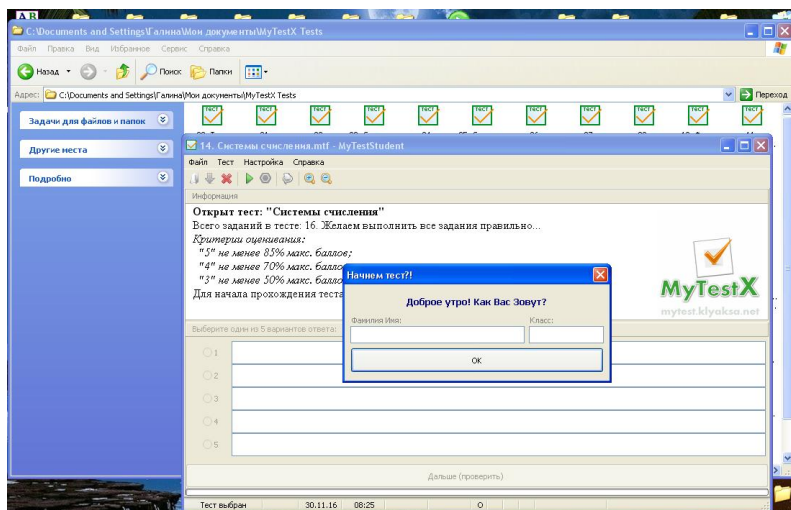 C:\Documents and Settings\Галина\Мои документы\MyTestX Tests
Файл Правка Вид Избранное Сервис Справка
Назад Поиск Папки
Адрес: C:\Documents and Settings\Галина\Мои документы\MyTestX Tests Переход
Задачи для файлов и папок
Другие места
Подробно
14. Системы счисления.mtf - MyTestStudent
Файл Тест Настройка Справка
Информация
Открыт тест: "Системы счисления"
Всего заданий в тесте: 16. Желаем выполнить все задания правильно...
Критерии оценивания:
"5" не менее 85% макс. баллов;
"4" не менее 70% макс. баллов
"3" не менее 50% макс. балло
Для начала прохождения теста
MyTestX
mytest.klyaksa.net
Начнем тест?!
Доброе утро! Как Вас Зовут?
Фамилия Имя: Класс:
ОК
Выберите один из 5 вариантов ответа:
1
2
3
4
5
Дальше (проверить)
Тест выбран 30.11.16 08:25 О